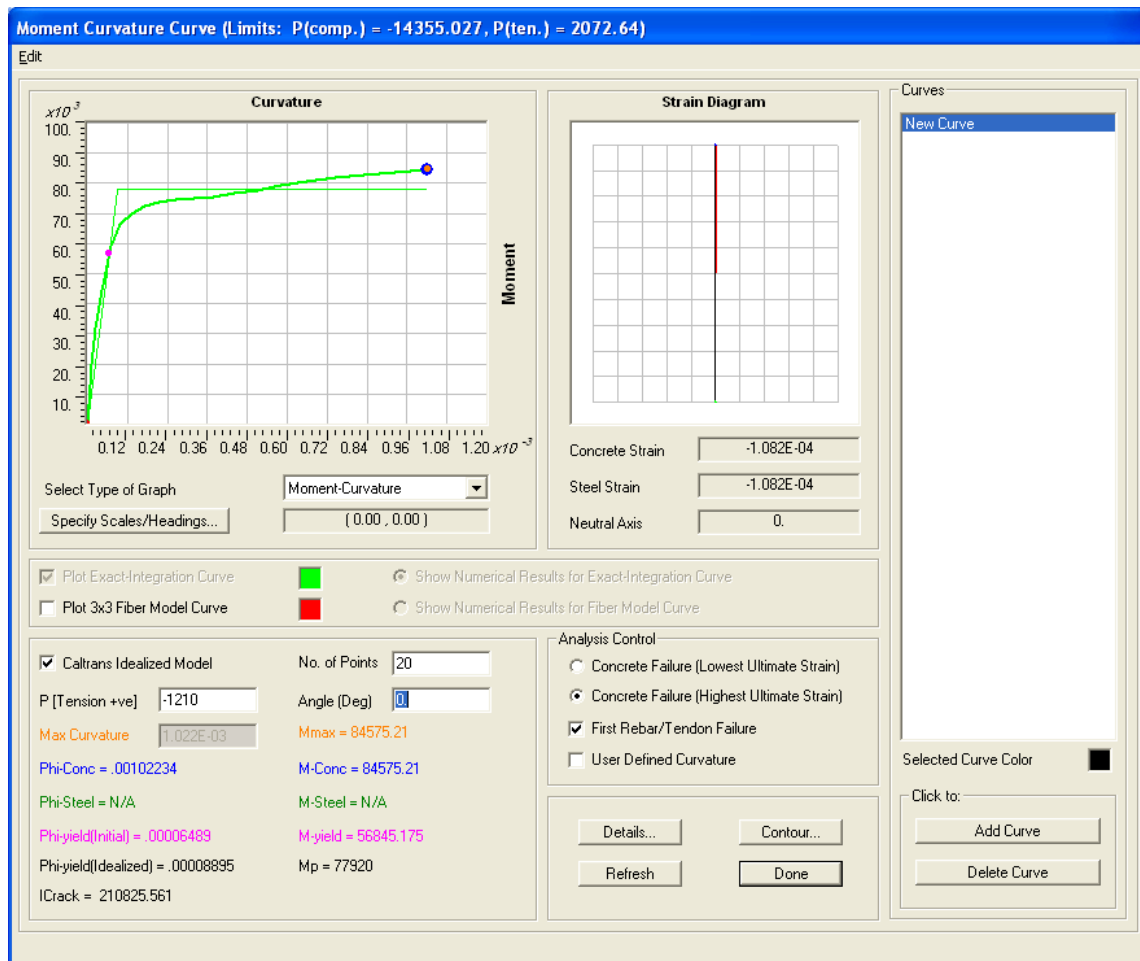 Moment Curvature Curve (Limits: P(comp.) = -14355.027, P(ten.) = 2072.64)
Edit
Curvature
x10 3
100.
90.
80.
70.
60.
50.
40.
30.
20.
10.
0.12 0.24 0.36 0.48 0.60 0.72 0.84 0.96 1.08 1.20 x10 -3
Moment
Select Type of Graph Moment-Curvature
Specify Scales/Headings... ( 0.00 , 0.00 )
Strain Diagram
Concrete Strain -1.082E-04
Steel Strain -1.082E-04
Neutral Axis 0.
Plot Exact-Integration Curve Show Numerical Results for Exact-Integration Curve
Plot 3x3 Fiber Model Curve Show Numerical Results for Fiber Model Curve
Caltrans Idealized Model No. of Points 20
P [Tension +ve] -1210 Angle (Deg) 0.
Max Curvature 1.022E-03 Mmax = 84575.21
Phi-Conc = .00102234 M-Conc = 84575.21
Phi-Steel = N/A M-Steel = N/A
Phi-yield(Initial) = .00006489 M-yield = 56845.175
Phi-yield(Idealized) = .00008895 Mp = 77920
ICrack = 210825.561
Analysis Control
Concrete Failure (Lowest Ultimate Strain)
Concrete Failure (Highest Ultimate Strain)
First Rebar/Tendon Failure
User Defined Curvature
Details... Contour...
Refresh Done
Curves
New Curve
Selected Curve Color
Click to:
Add Curve
Delete Curve